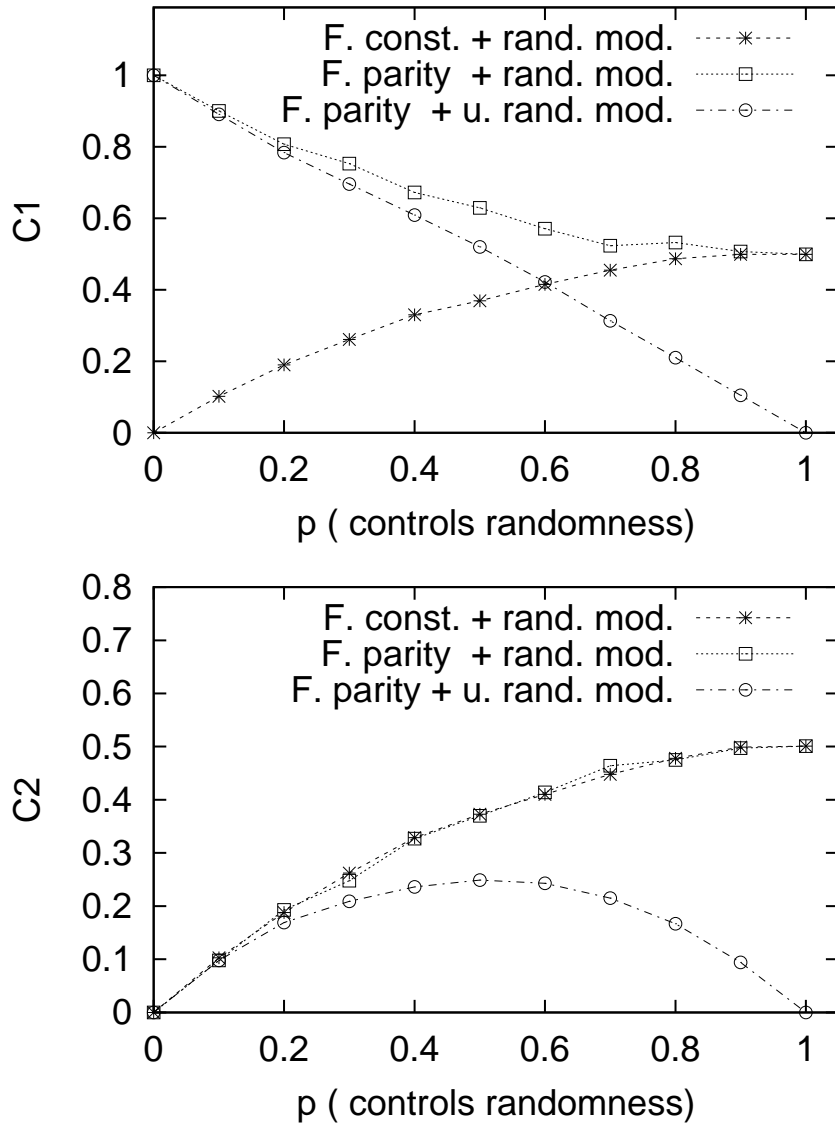 F. const. + rand. mod.
F. parity + rand. mod.
F. parity + u. rand. mod.
C1
1
0.8
0.6
0.4
0.2
0
0 0.2 0.4 0.6 0.8 1
p ( controls randomness)
F. const. + rand. mod.
F. parity + rand. mod.
F. parity + u. rand. mod.
C2
0.8
0.7
0.6
0.5
0.4
0.3
0.2
0.1
0
0 0.2 0.4 0.6 0.8 1
p ( controls randomness)